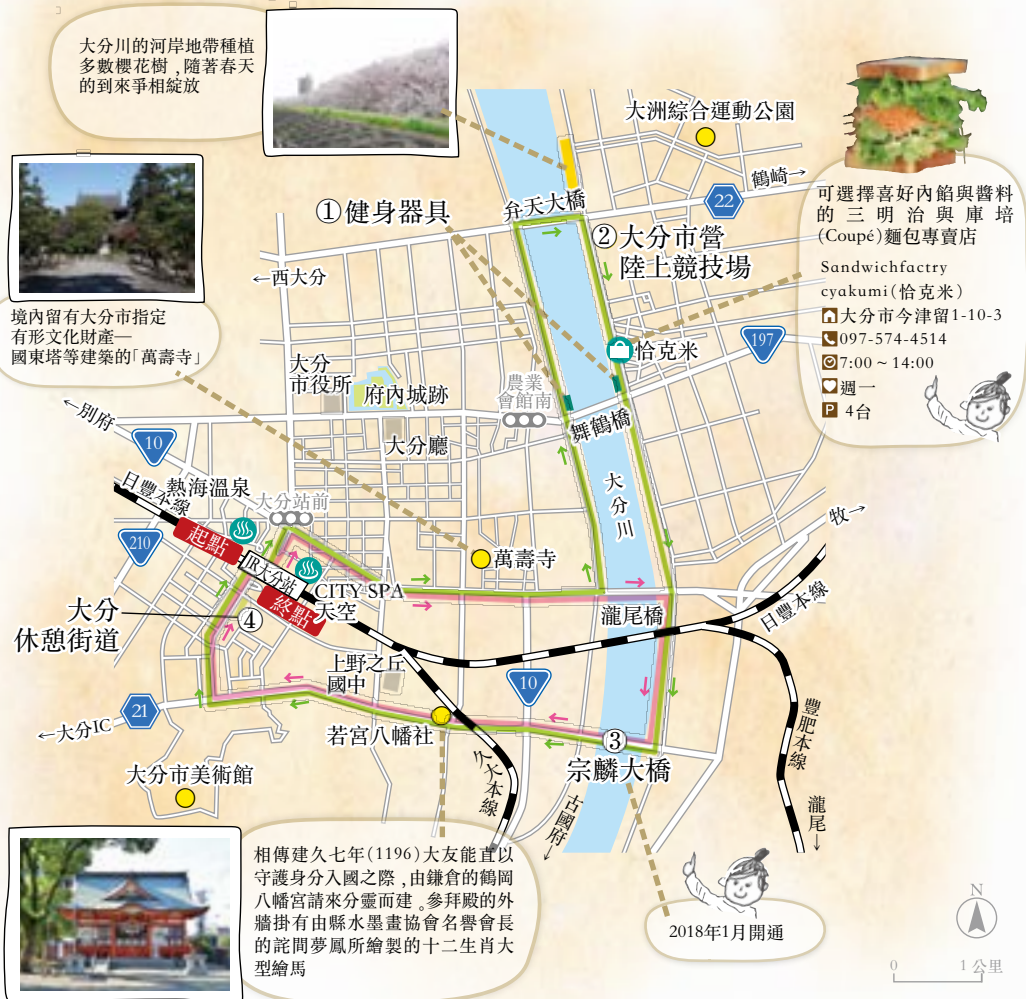 大分川的河岸地帶種植
多數櫻花樹,隨著春天
的到來爭相綻放
境內留有大分市指定
有形文化財產—
國東塔等建築的「萬壽寺」
可選擇喜好內餡與醬料
的三明治與庫培
(Coupé)麵包專賣店
Sandwichfactry
cyakumi(恰克米)
大分市今津留1-10-3
097-574-4514
7:00～14:00
週一
P 4台
大洲綜合運動公園
鶴崎→
22
弁天大橋
①健身器具
②大分市營
陸上競技場
←西大分
197
恰克米
大分
市役所
府內城跡
農業
會館南
舞鶴橋
大分廳
←別府
10
日豐本線
熱海溫泉
大分站前
大分川
牧→
210
起點
JR大分站
終點
CITY SPA
天空
萬壽寺
瀧尾橋
日豐本線
大分
休憩街道
④
上野之丘
國中
10
21
←大分IC
若宮八幡社
③
宗麟大橋
豐肥本線
大分市美術館
久大本線
古國府→
瀧尾→
相傳建久七年(1196)大友能直以
守護身分入國之際,由鎌倉的鶴岡
八幡宮請來分靈而建。參拜殿的外
牆掛有由縣水墨畫協會名譽會長
的詫間夢鳳所繪製的十二生肖大
型繪馬
2018年1月開通
N
0 1公里